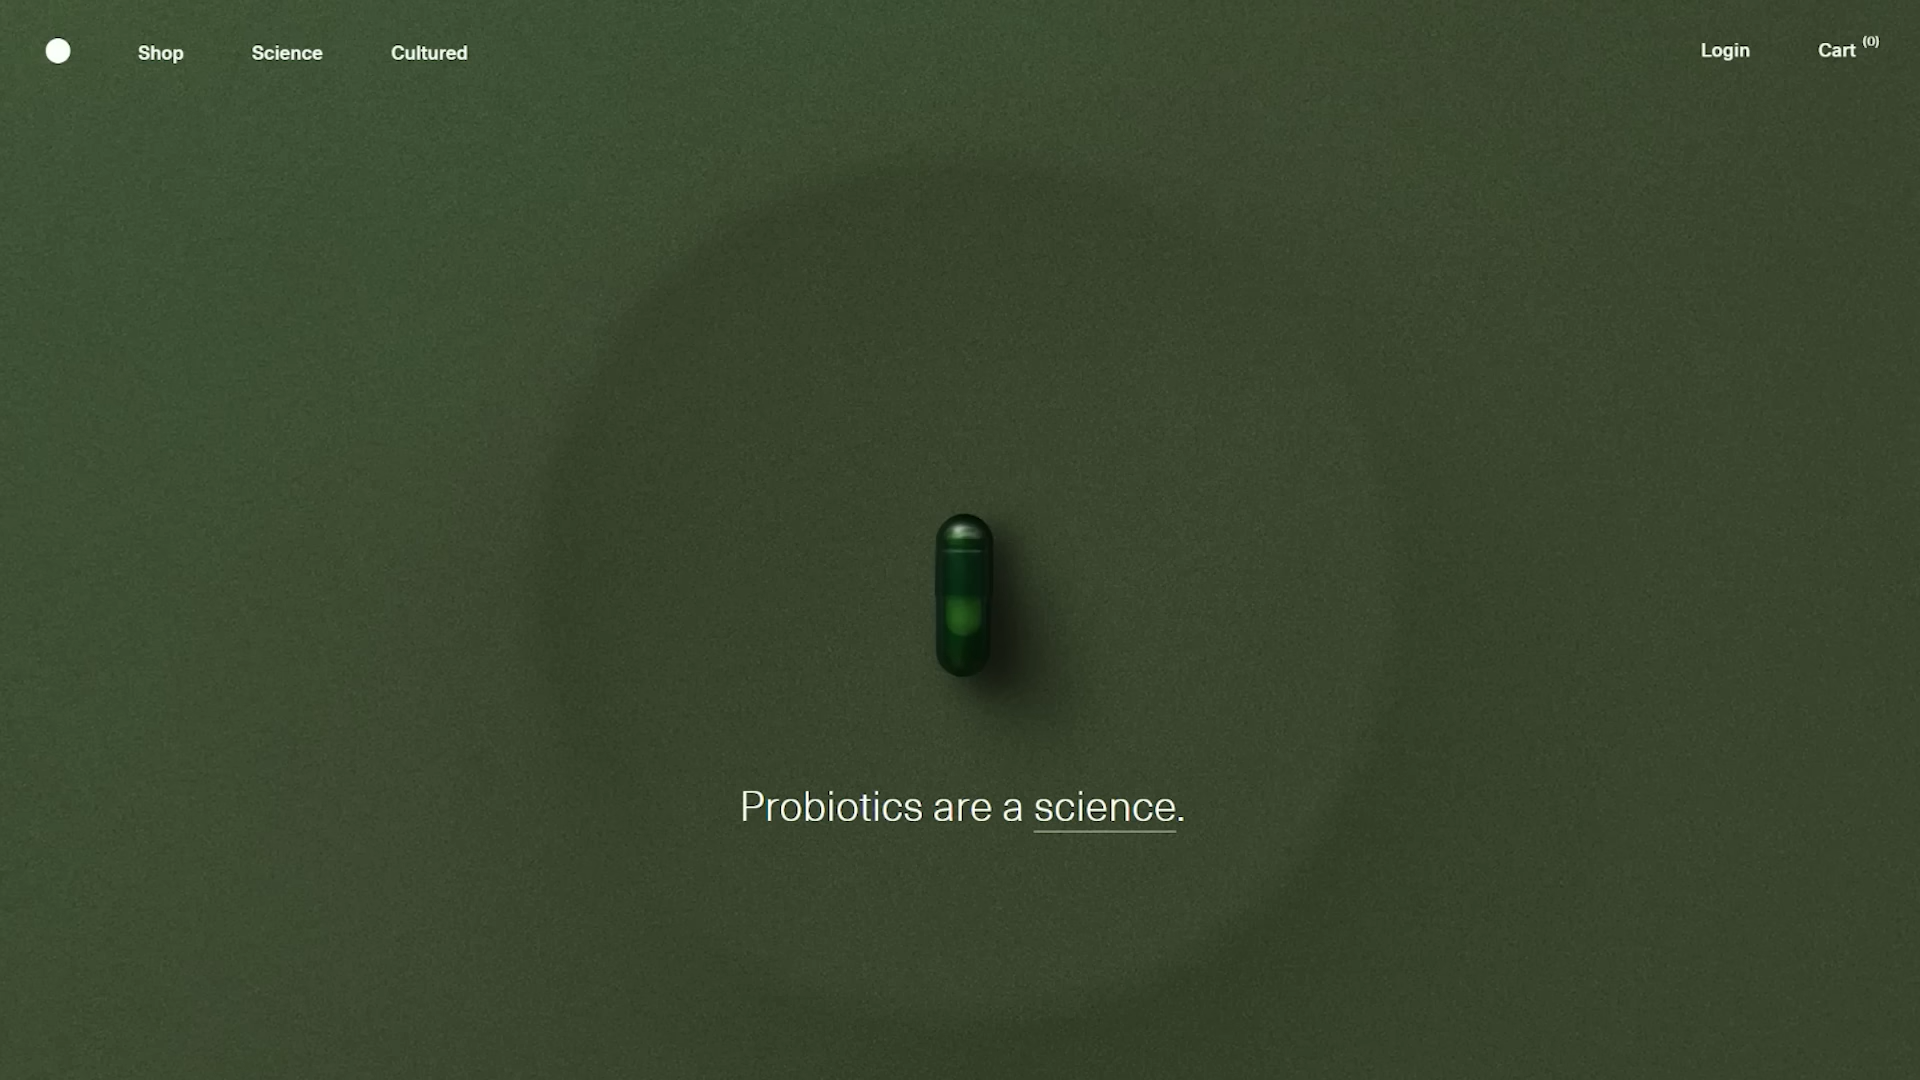 Shop
Science
Cultured
Login
Cart (0)
Probiotics are a science.